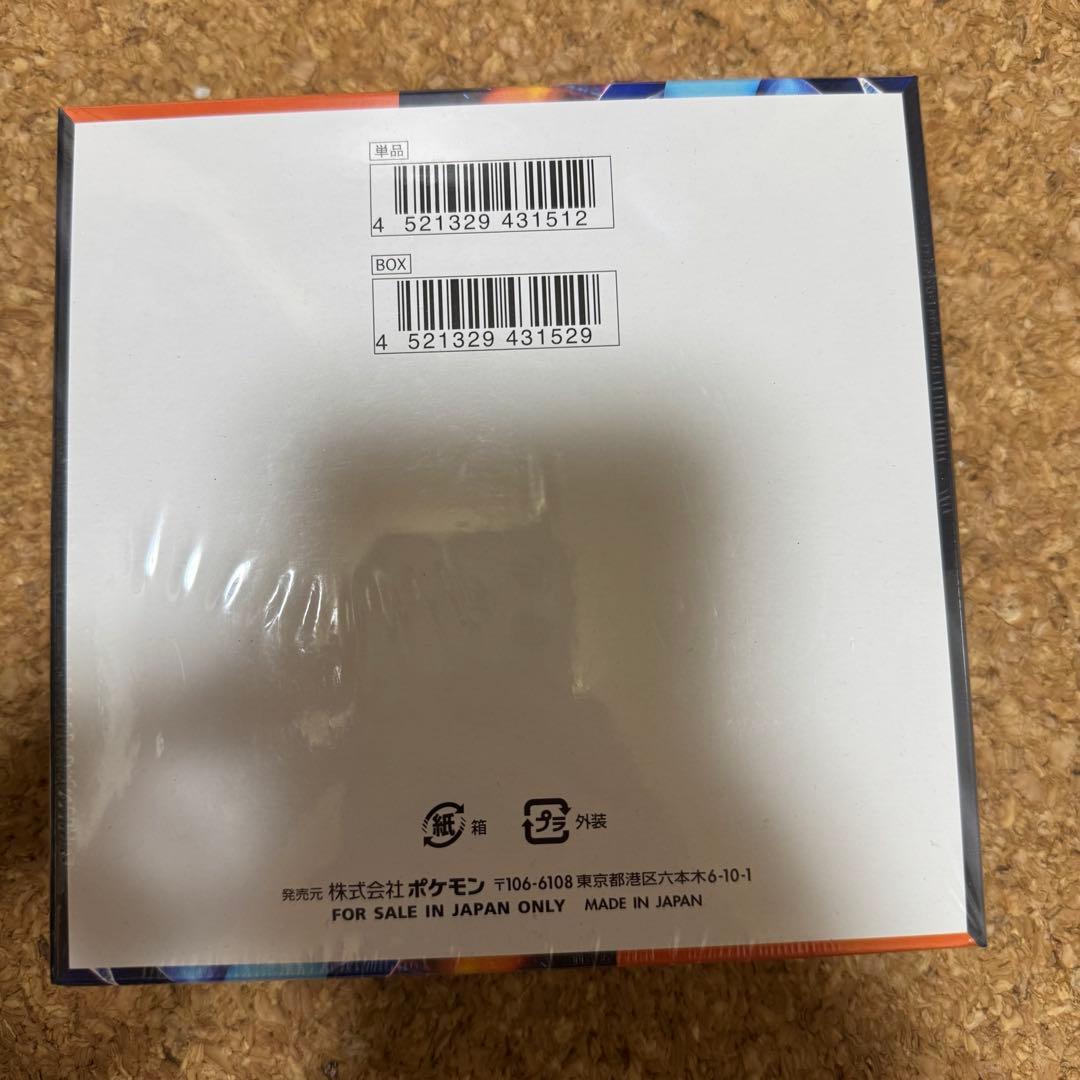 単品
4 521329 431512
BOX
4 521329 431529
紙 箱 プラ 外装
発売元 株式会社 ポケモン 〒106-6108 東京都港区六本木6-10-1
FOR SALE IN JAPAN ONLY MADE IN JAPAN